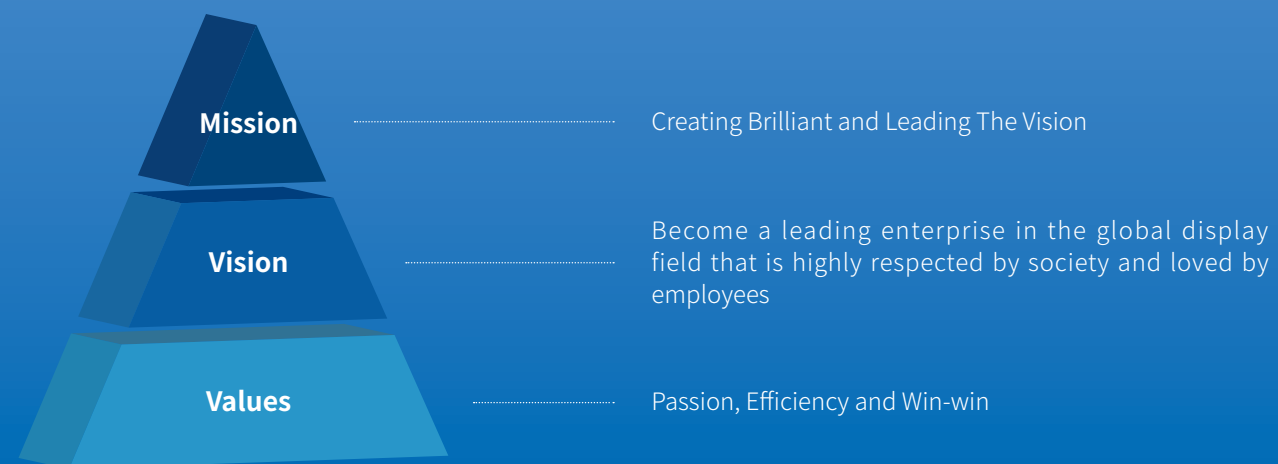 Mission
Creating Brilliant and Leading The Vision
Vision
Become a leading enterprise in the global display
field that is highly respected by society and loved by
employees
Values
Passion, Efficiency and Win-win